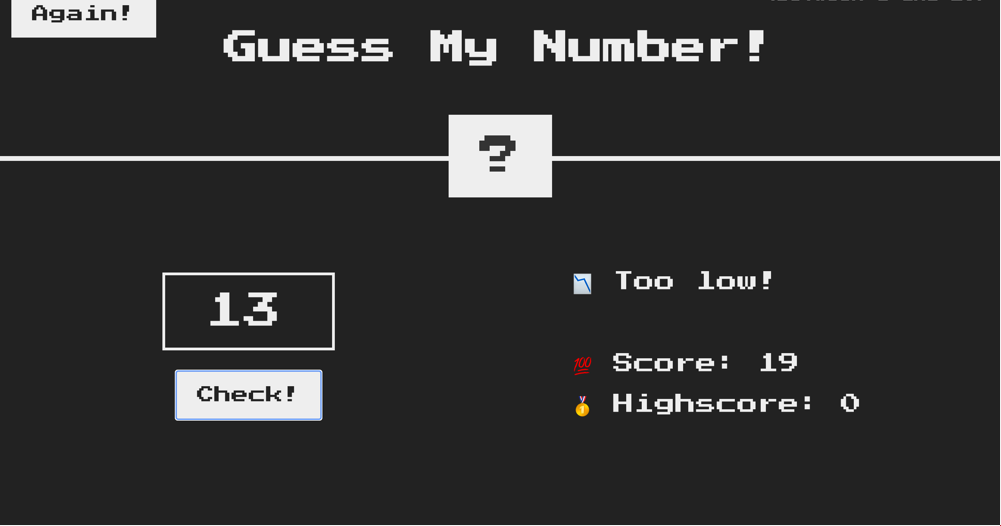 Again!
Guess My Number!
?
13
Check!
📉 Too low!
💯 Score: 19
🥇 Highscore: 0